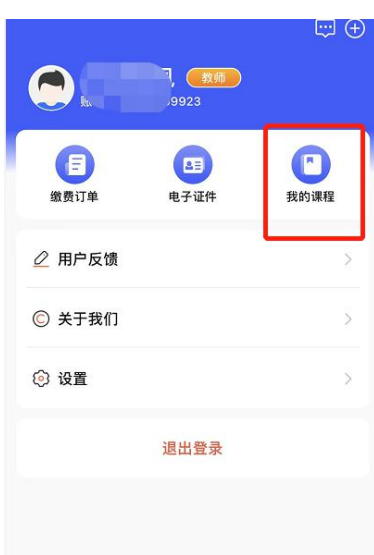 教师
9923
缴费订单
电子证件
我的课程
用户反馈
关于我们
设置
退出登录